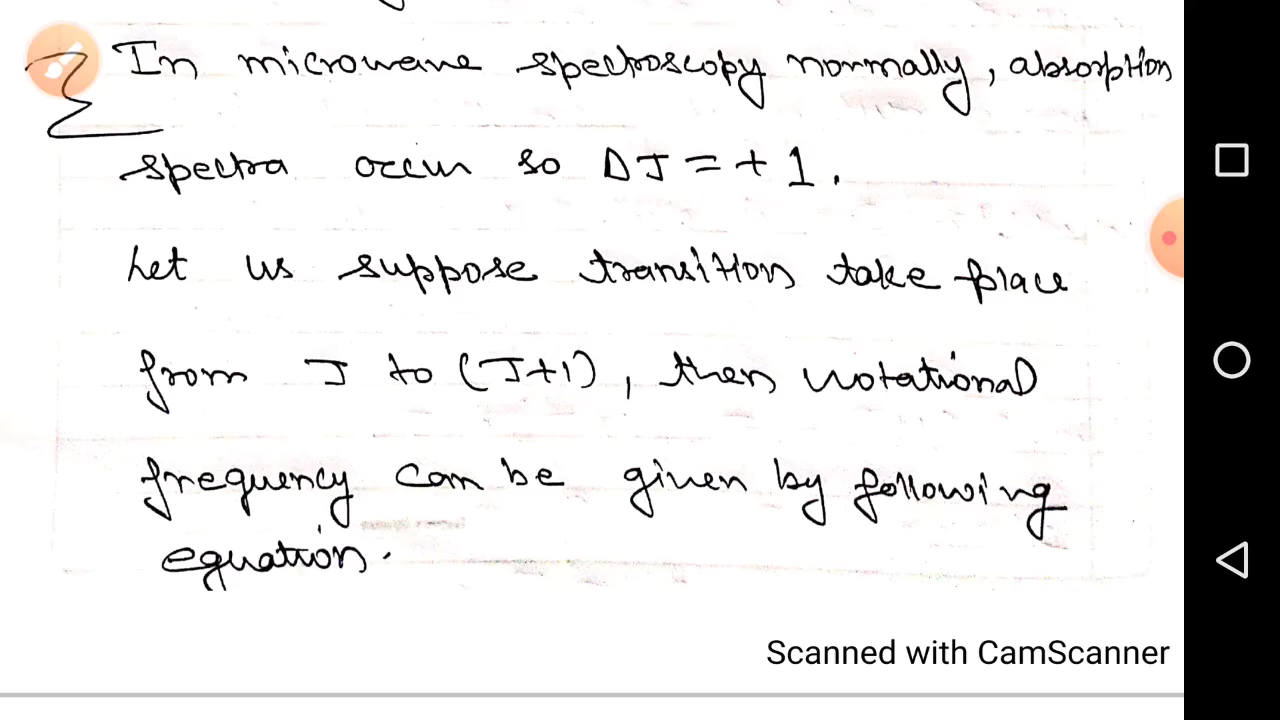 In microwave spectroscopy normally, absorption
spectra occur so ΔJ = + 1.
Let us suppose transition take place
from J to (J+1), then rotational
frequency can be given by following
equation.
Scanned with CamScanner